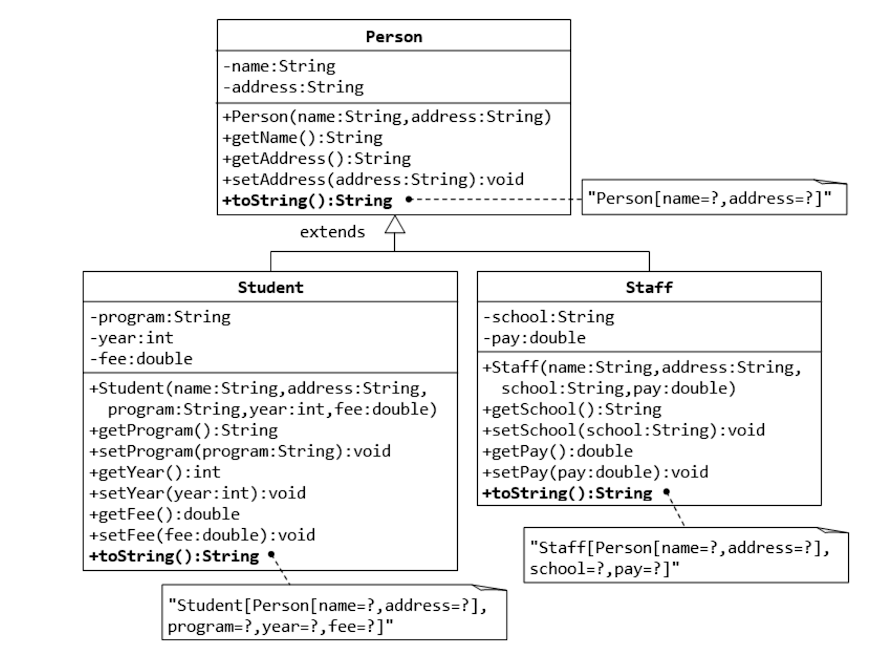 Person
-name:String
-address:String
+Person(name:String,address:String)
+getName():String
+getAddress():String
+setAddress(address:String):void
+toString():String
"Person[name=?,address=?]"
extends
Student
-program:String
-year:int
-fee:double
+Student(name:String,address:String,
program:String,year:int,fee:double)
+getProgram():String
+setProgram(program:String):void
+getYear():int
+setYear(year:int):void
+getFee():double
+setFee(fee:double):void
+toString():String
"Student[Person[name=?,address=?],
program=?,year=?,fee=?]"
Staff
-school:String
-pay:double
+Staff(name:String,address:String,
school:String,pay:double)
+getSchool():String
+setSchool(school:String):void
+getPay():double
+setPay(pay:double):void
+toString():String
"Staff[Person[name=?,address=?],
school=?,pay=?]"